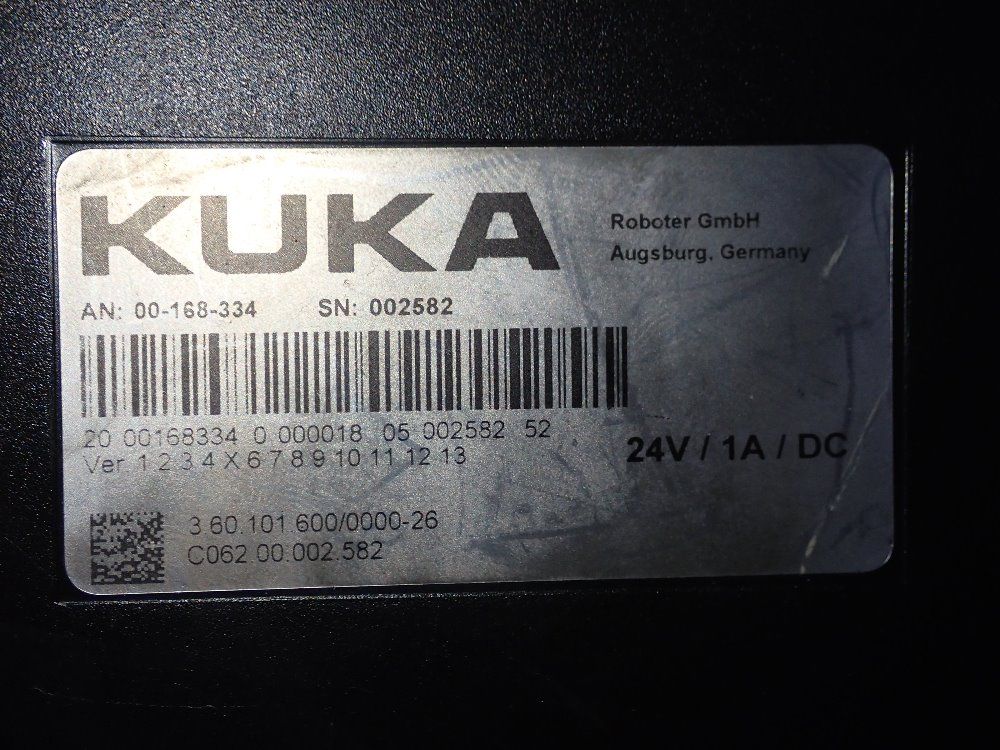 KUKA
Roboter GmbH
Augsburg, Germany
AN: 00-168-334 SN: 002582
20 00168334 0 000018 05 002582 52
Ver 1 2 3 4 X 6 7 8 9 10 11 12 13
24V / 1A / DC
3 60.101 600/0000-26
C062 00.002.582